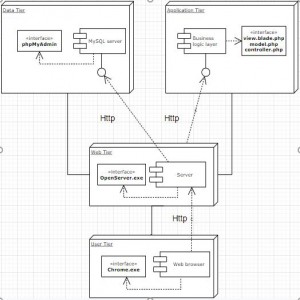 Data Tier
«interface»
phpMyAdmin
MySQL server
Application Tier
Business
logic layer
«interface»
view.blade.php
model.php
controller.php
Http
Http
Web Tier
«interface»
OpenServer.exe
Server
Http
User Tier
«interface»
Chrome.exe
Web browser